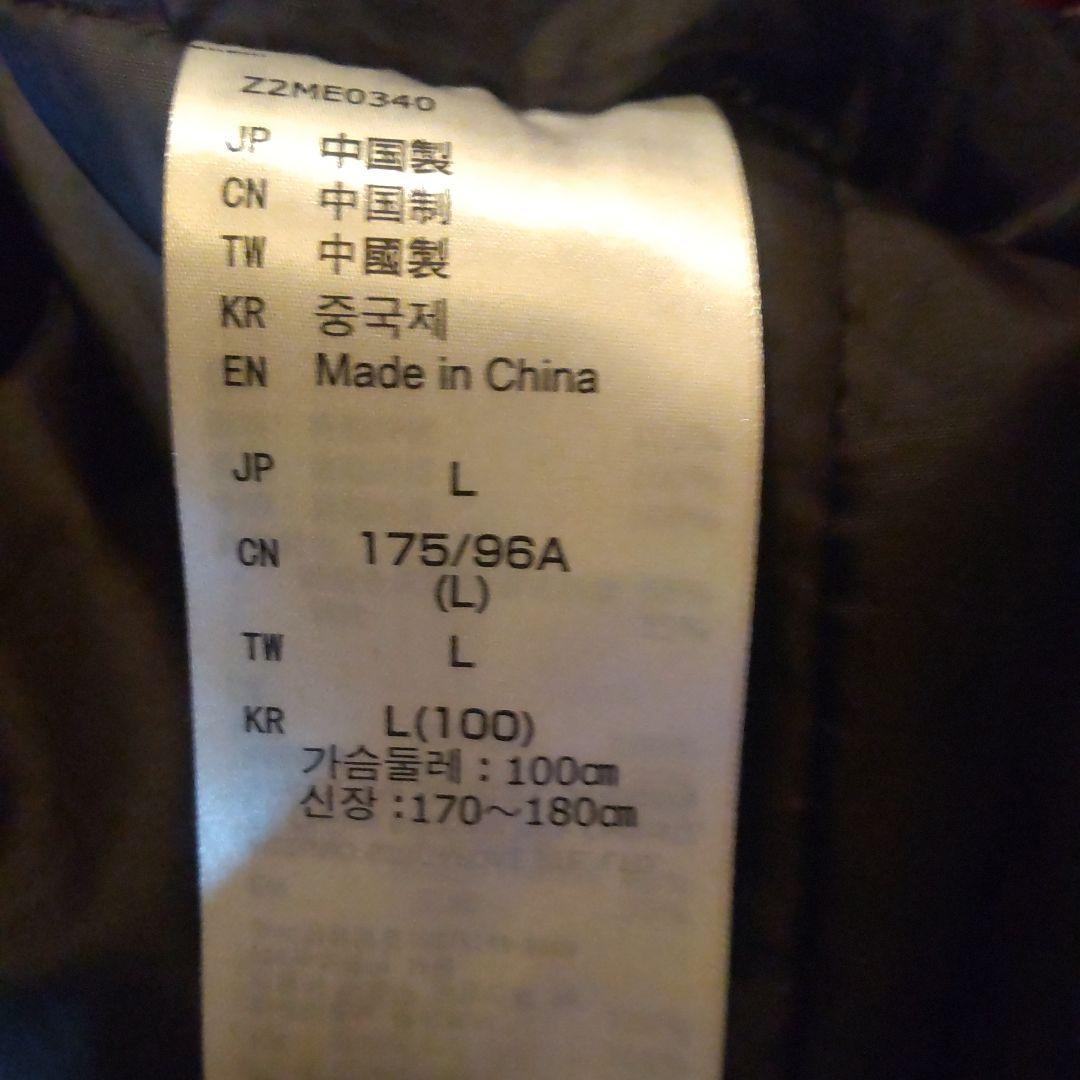 Z2ME0340
JP 中国製
CN 中国制
TW 中國製
KR 중국제
EN Made in China
JP L
CN 175/96A
(L)
TW L
KR L(100)
가슴둘레 : 100㎝
신장 :170～180㎝